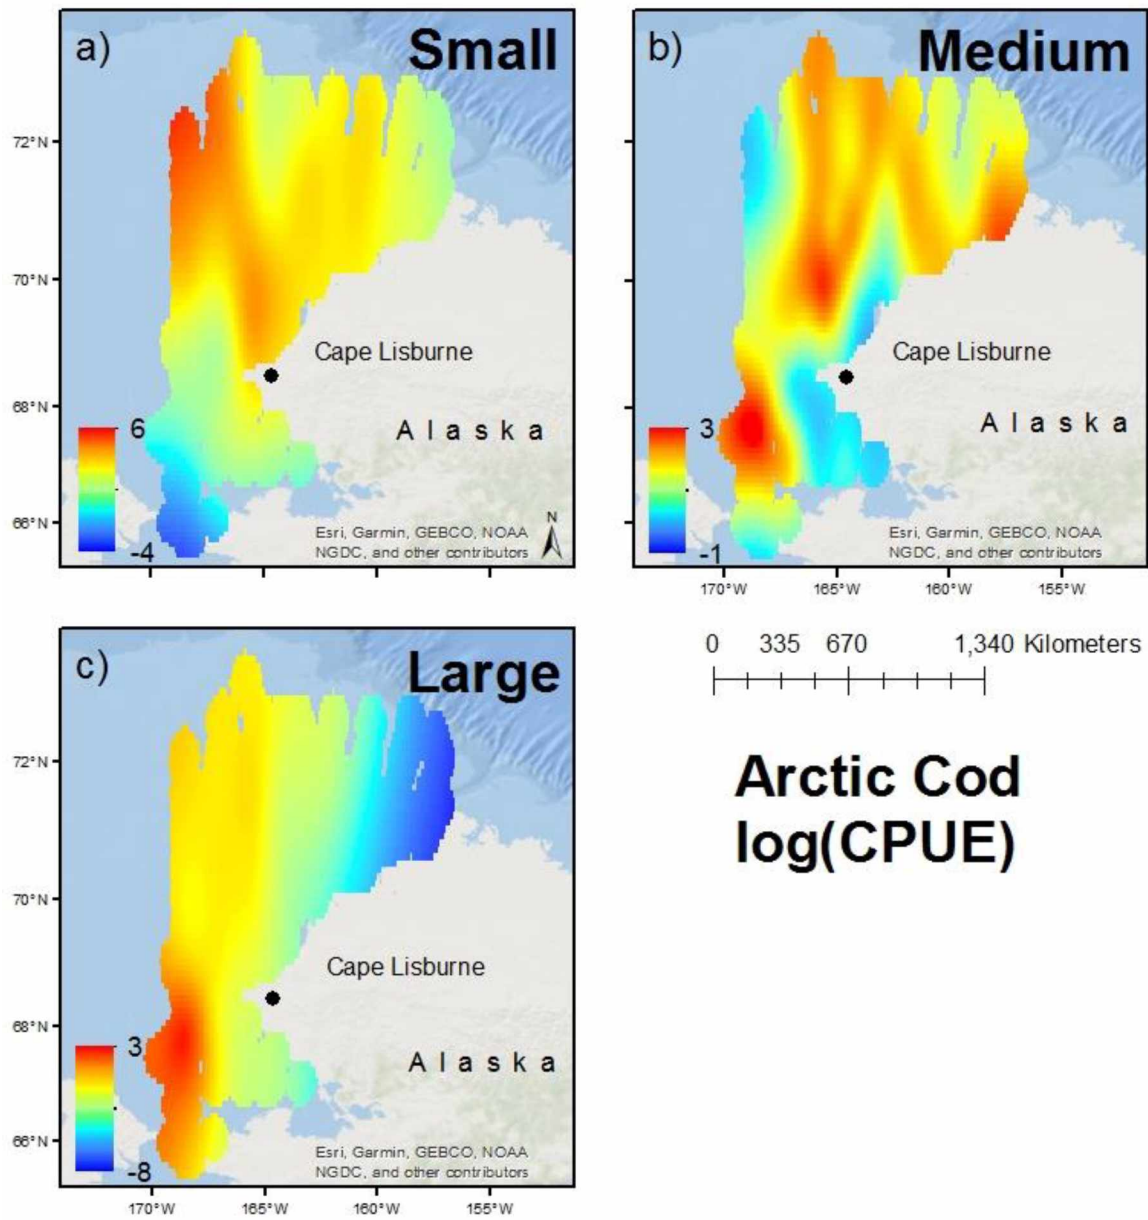 a) Small
72°N
70°N
68°N
66°N
Cape Lisburne
Alaska
6
-4
Esri, Garmin, GEBCO, NOAA
NGDC, and other contributors
N
b) Medium
Cape Lisburne
Alaska
3
-1
Esri, Garmin, GEBCO, NOAA
NGDC, and other contributors
170°W 165°W 160°W 155°W
c) Large
72°N
70°N
68°N
66°N
Cape Lisburne
Alaska
3
-8
Esri, Garmin, GEBCO, NOAA
NGDC, and other contributors
170°W 165°W 160°W 155°W
0 335 670 1,340 Kilometers
Arctic Cod
log(CPUE)